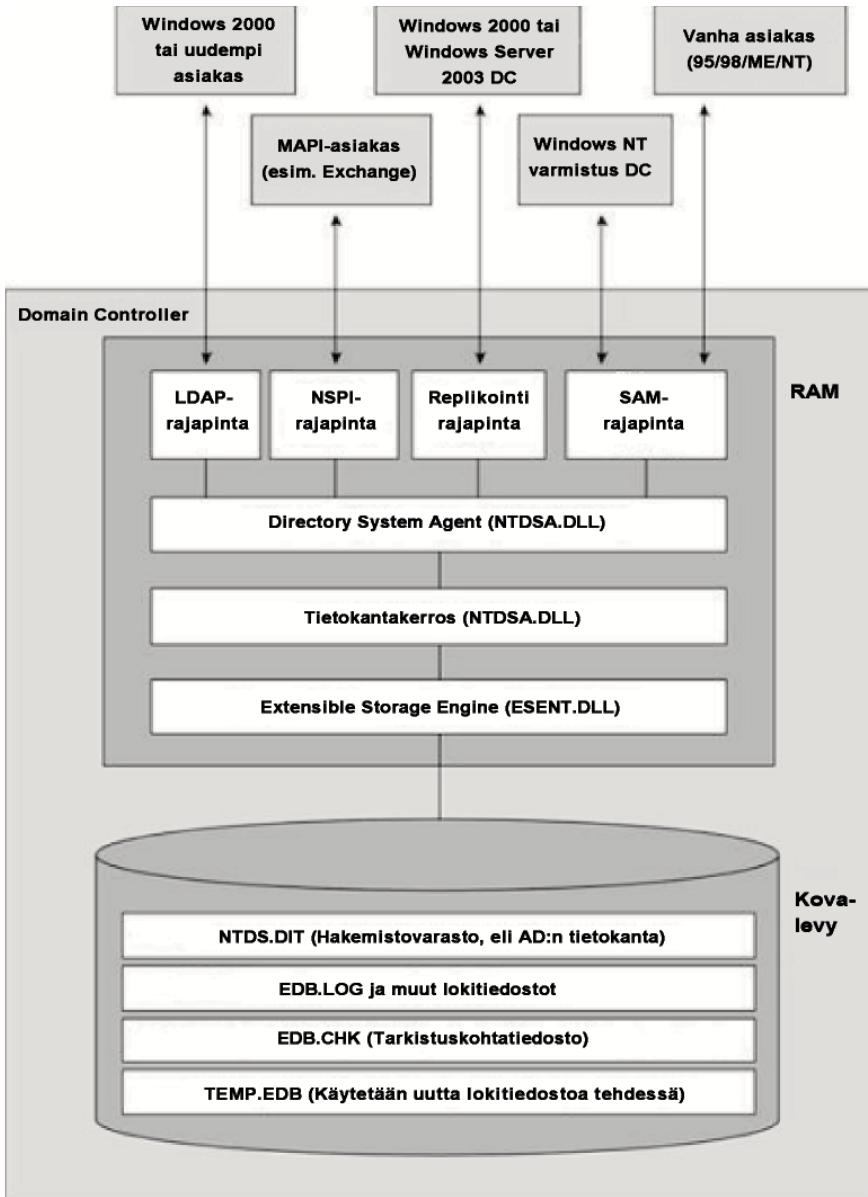 Windows 2000
tai uudempi
asiakas
Windows 2000 tai
Windows Server
2003 DC
Vanha asiakas
(95/98/ME/NT)
MAPI-asiakas
(esim. Exchange)
Windows NT
varmistus DC
Domain Controller
RAM
LDAP-
rajapinta
NSPI-
rajapinta
Replikointi
rajapinta
SAM-
rajapinta
Directory System Agent (NTDSA.DLL)
Tietokantakerros (NTDSA.DLL)
Extensible Storage Engine (ESENT.DLL)
Kova-
levy
NTDS.DIT (Hakemistovarasto, eli AD:n tietokanta)
EDB.LOG ja muut lokitiedostot
EDB.CHK (Tarkistuskohtatiedosto)
TEMP.EDB (Käytetään uutta lokitiedostoa tehdessä)